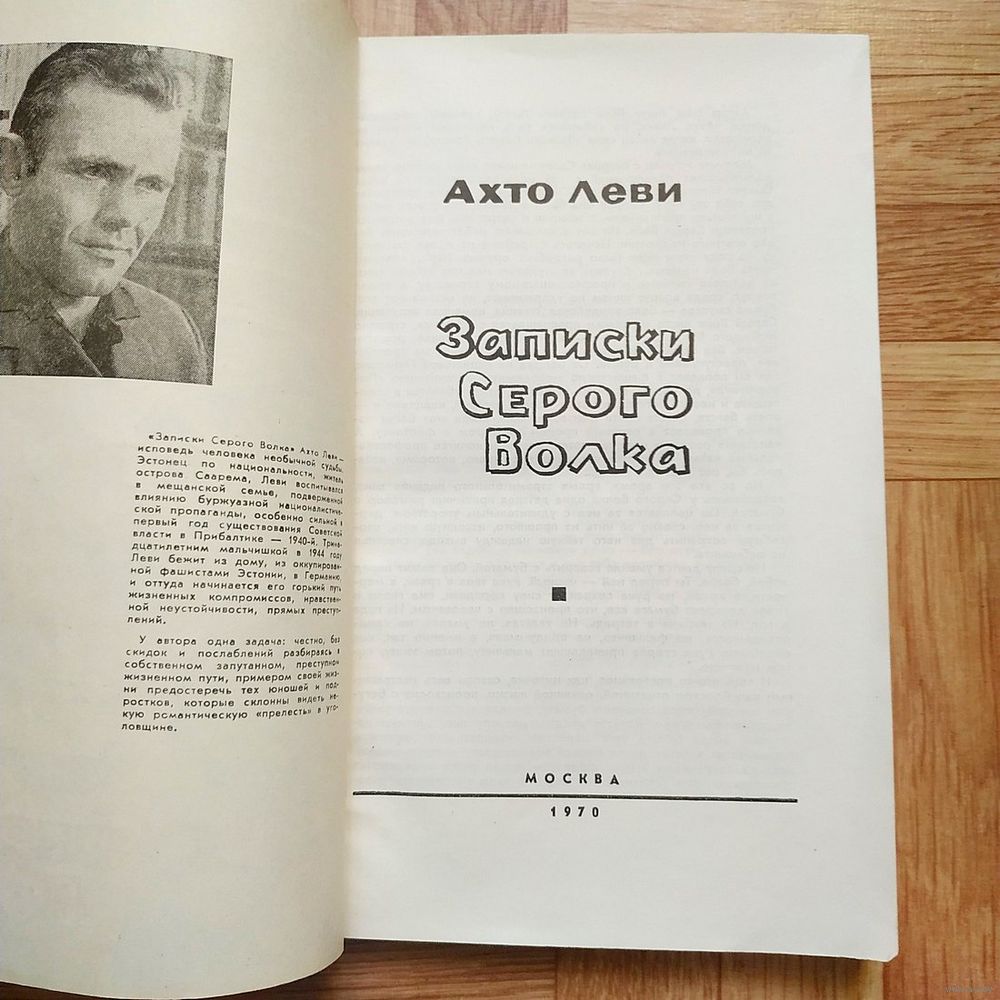 «Записки Серого Волка» Ахто Леви —
исповедь человека необычной судьбы.
Эстонец по национальности, житель
острова Саарема, Леви воспитывался
в мещанской семье, подверженной
влиянию буржуазной националистиче-
ской пропаганды, особенно сильной в
первый год существования Советской
власти в Прибалтике — 1940-й. Трина-
дцатилетним мальчишкой в 1944 году
Леви бежит из дому, из оккупирован-
ной фашистами Эстонии, в Германию,
и оттуда начинается его горький путь
жизненных компромиссов, нравствен-
ной неустойчивости, прямых преступ-
лений.
У автора одна задача: честно, без
скидок и послаблений разбираясь в
собственном запутанном, преступном
жизненном пути, примером своей жиз-
ни предостеречь тех юношей и под-
ростков, которые склонны видеть не-
кую романтическую «прелесть» в уго-
ловщине.
Ахто Леви
Записки
Серого
Волка
МОСКВА
1970